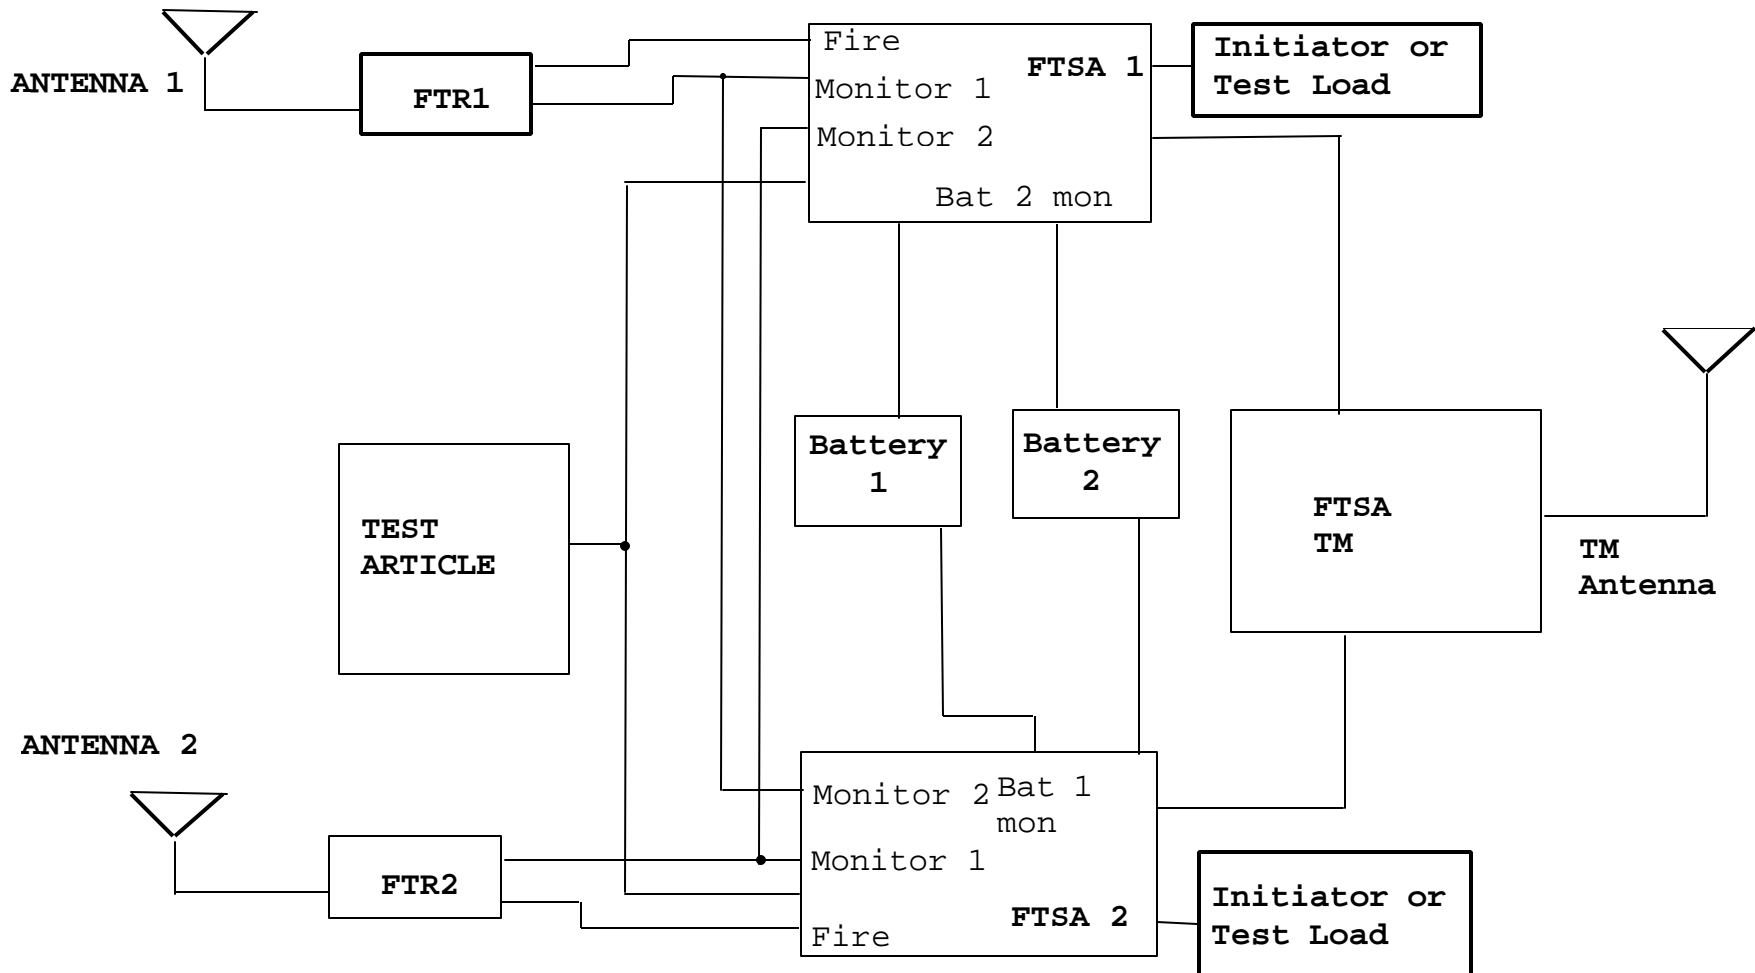 ANTENNA 1
FTR1
Fire
FTSA 1
Monitor 1
Monitor 2
Bat 2 mon
Initiator or
Test Load
Battery
1
Battery
2
TEST
ARTICLE
FTSA
TM
TM
Antenna
ANTENNA 2
FTR2
Monitor 2
Bat 1
mon
Monitor 1
FTSA 2
Fire
Initiator or
Test Load